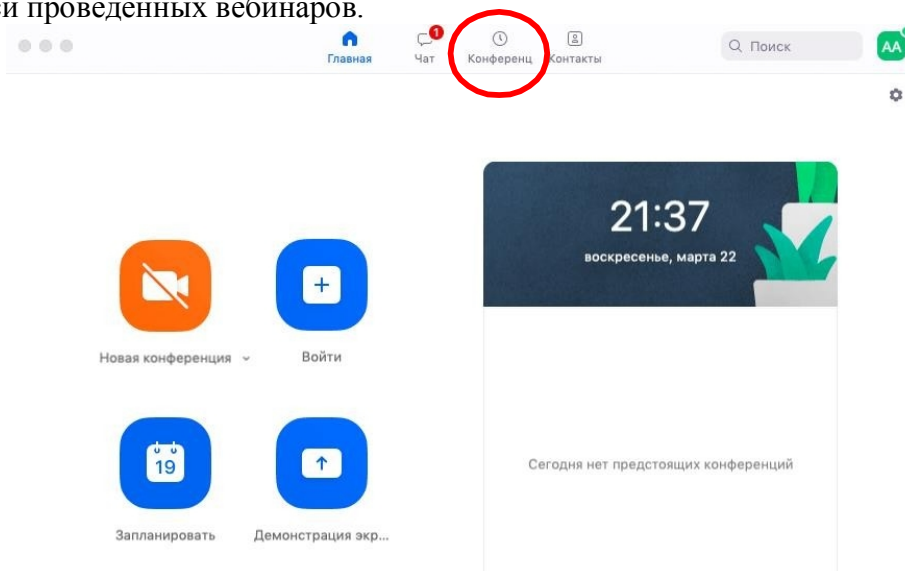 и проведенных вебинаров.
Главная
Чат
1
Конференц
Контакты
Поиск
AA
21:37
воскресенье, марта 22
Новая конференция
Войти
19
Запланировать
Демонстрация экр...
Сегодня нет предстоящих конференций